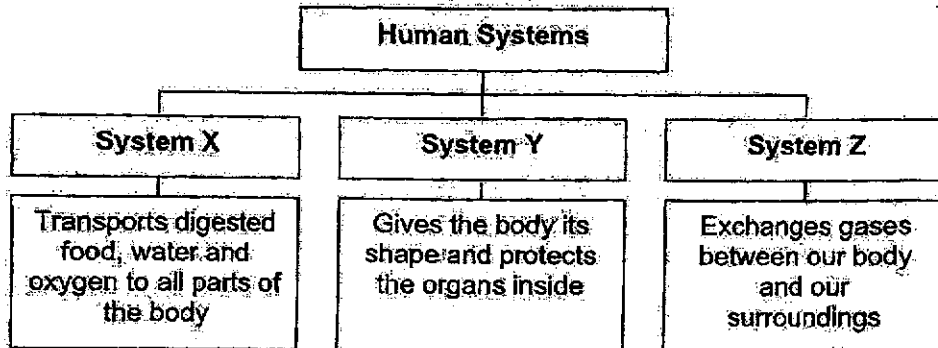 Human Systems
System X
System Y
System Z
Transports digested
food, water and
oxygen to all parts of
the body
Gives the body its
shape and protects
the organs inside
Exchanges gases
between our body
and our
surroundings